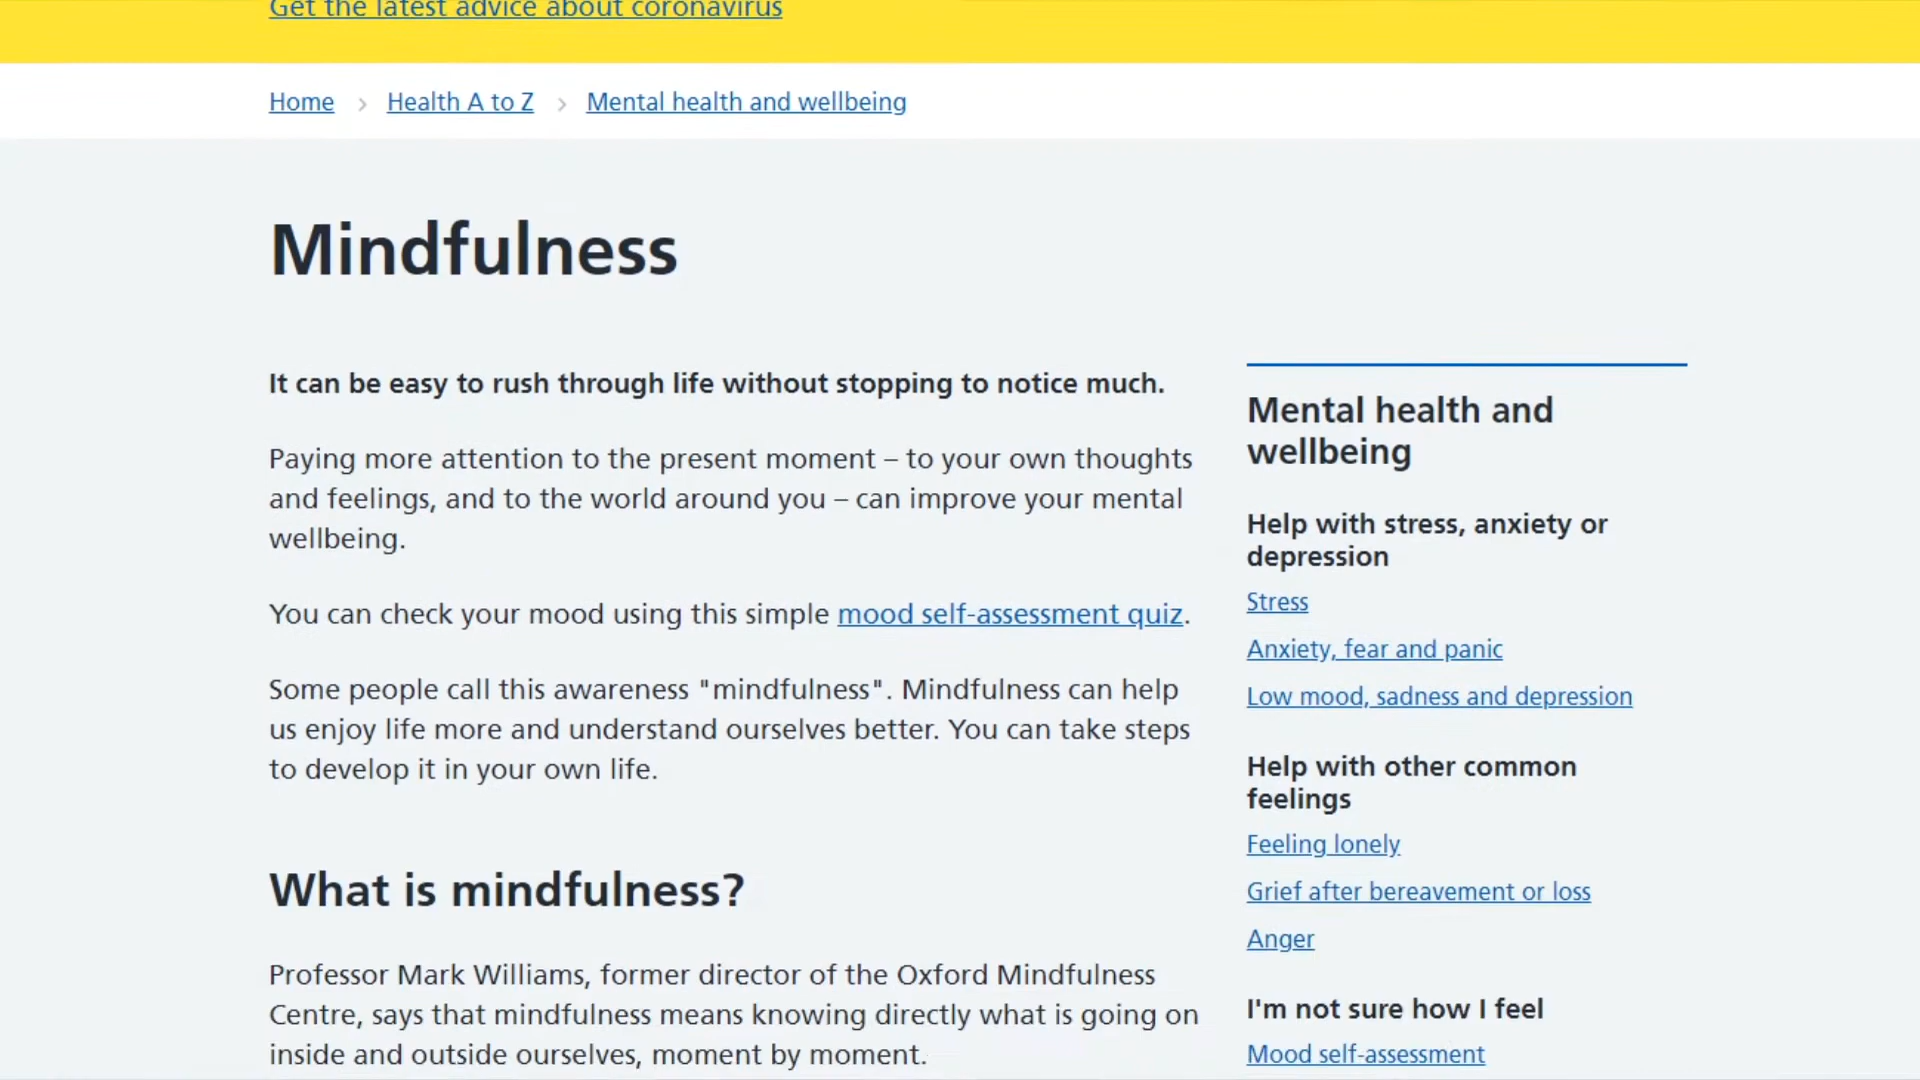 Get the latest advice about coronavirus
Home > Health A to Z > Mental health and wellbeing
Mindfulness
It can be easy to rush through life without stopping to notice much.
Paying more attention to the present moment – to your own thoughts
and feelings, and to the world around you – can improve your mental
wellbeing.
You can check your mood using this simple mood self-assessment quiz.
Some people call this awareness "mindfulness". Mindfulness can help
us enjoy life more and understand ourselves better. You can take steps
to develop it in your own life.
What is mindfulness?
Professor Mark Williams, former director of the Oxford Mindfulness
Centre, says that mindfulness means knowing directly what is going on
inside and outside ourselves, moment by moment.
Mental health and
wellbeing
Help with stress, anxiety or
depression
Stress
Anxiety, fear and panic
Low mood, sadness and depression
Help with other common
feelings
Feeling lonely
Grief after bereavement or loss
Anger
I'm not sure how I feel
Mood self-assessment